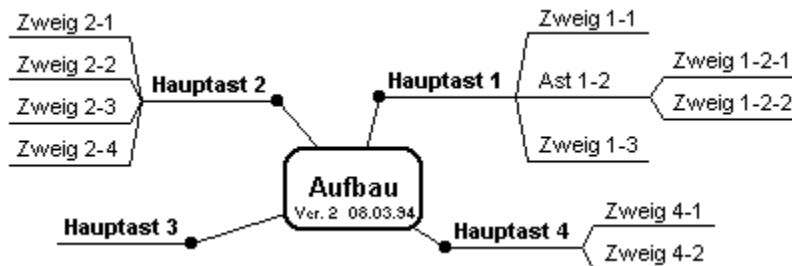 Zweig 2-1
Zweig 2-2
Hauptast 2
Zweig 2-3
Zweig 2-4
Zweig 1-1
Hauptast 1
Ast 1-2
Zweig 1-2-1
Zweig 1-2-2
Zweig 1-3
Aufbau
Ver. 2 08.03.94
Hauptast 3
Hauptast 4
Zweig 4-1
Zweig 4-2